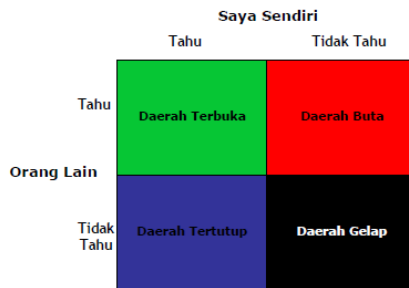 Saya Sendiri
Tahu Tidak Tahu
Tahu
Daerah Terbuka Daerah Buta
Orang Lain
Tidak
Tahu
Daerah Tertutup Daerah Gelap